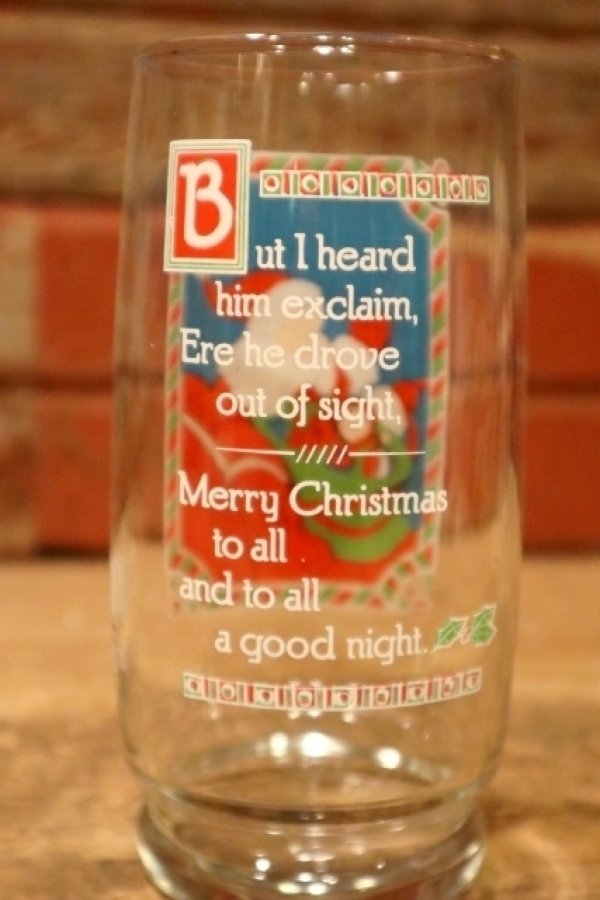 But I heard
him exclaim,
Ere he drove
out of sight,
Merry Christmas
to all
and to all
a good night.